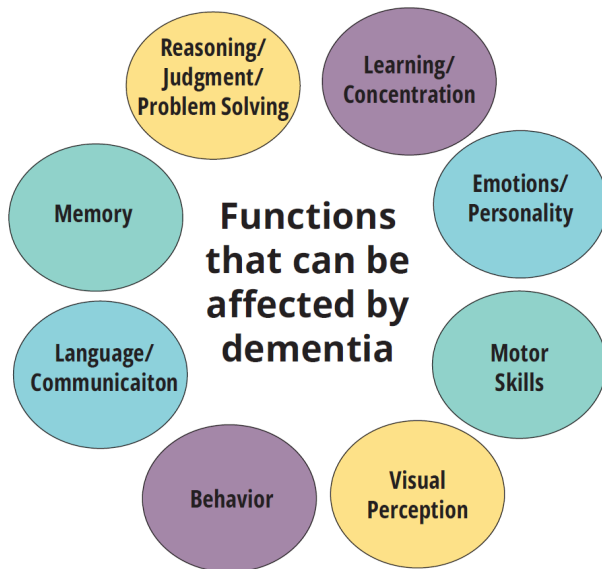 Reasoning/
Judgment/
Problem Solving
Learning/
Concentration
Emotions/
Personality
Motor
Skills
Visual
Perception
Behavior
Language/
Communicaiton
Memory
Functions
that can be
affected by
dementia